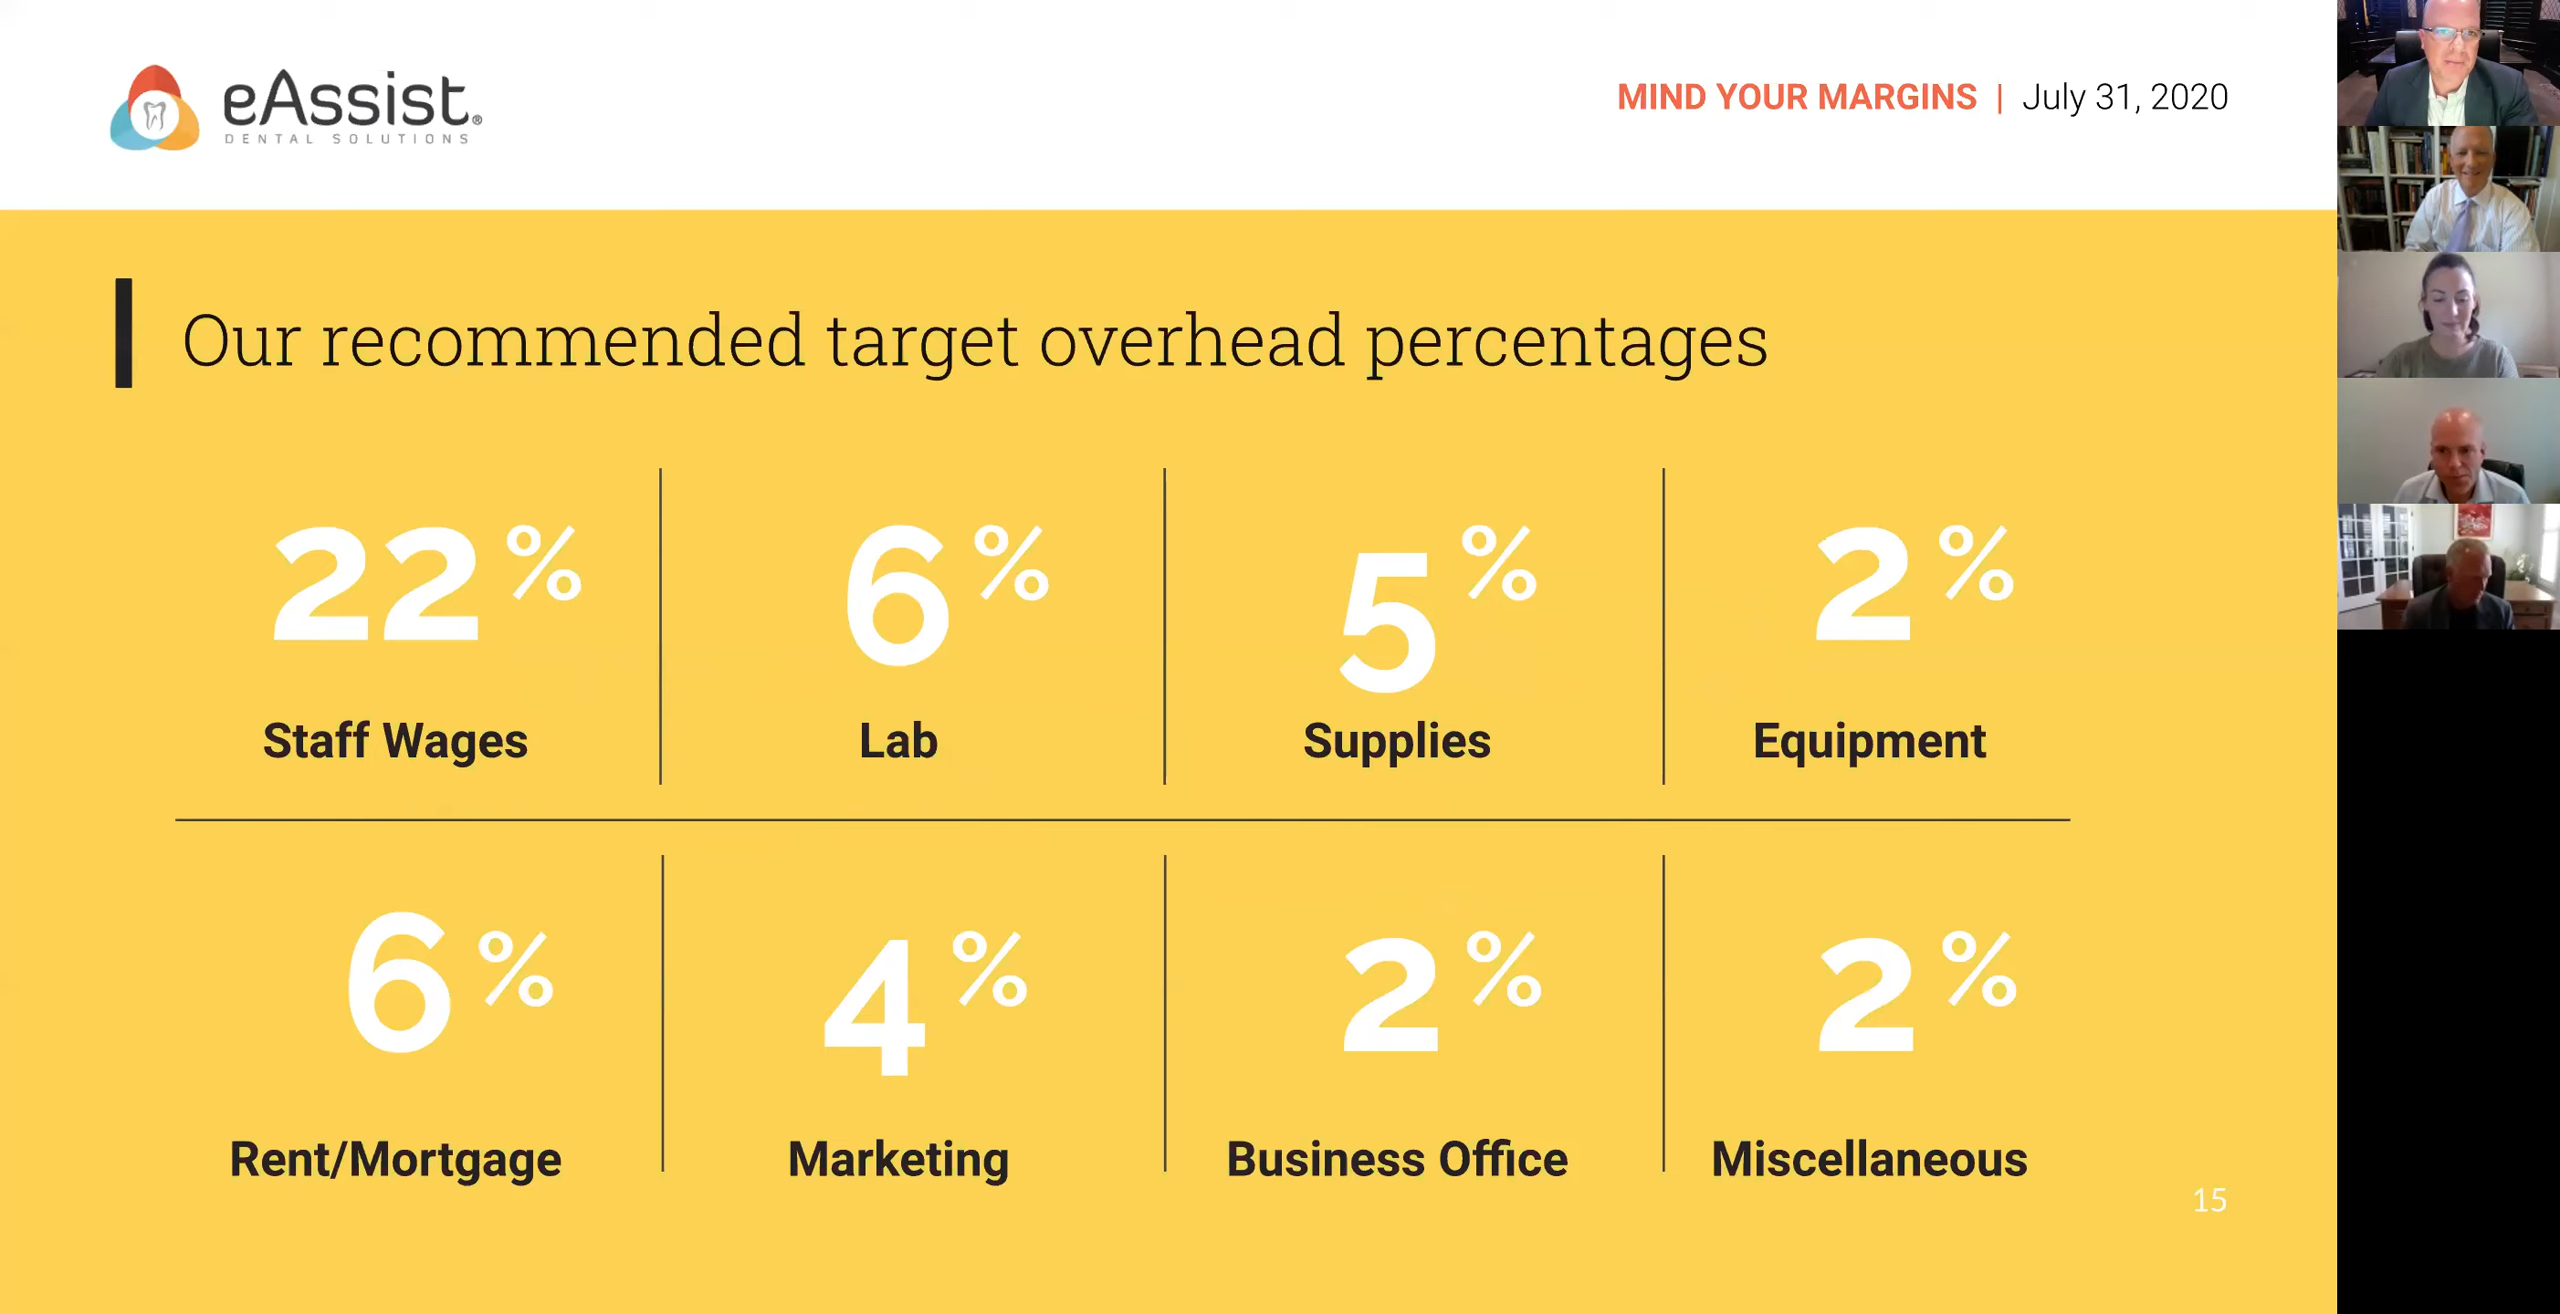 eAssist®
DENTAL SOLUTIONS
MIND YOUR MARGINS | July 31, 2020
Our recommended target overhead percentages
22% 6% 5% 2%
Staff Wages Lab Supplies Equipment
6% 4% 2% 2%
Rent/Mortgage Marketing Business Office Miscellaneous
15